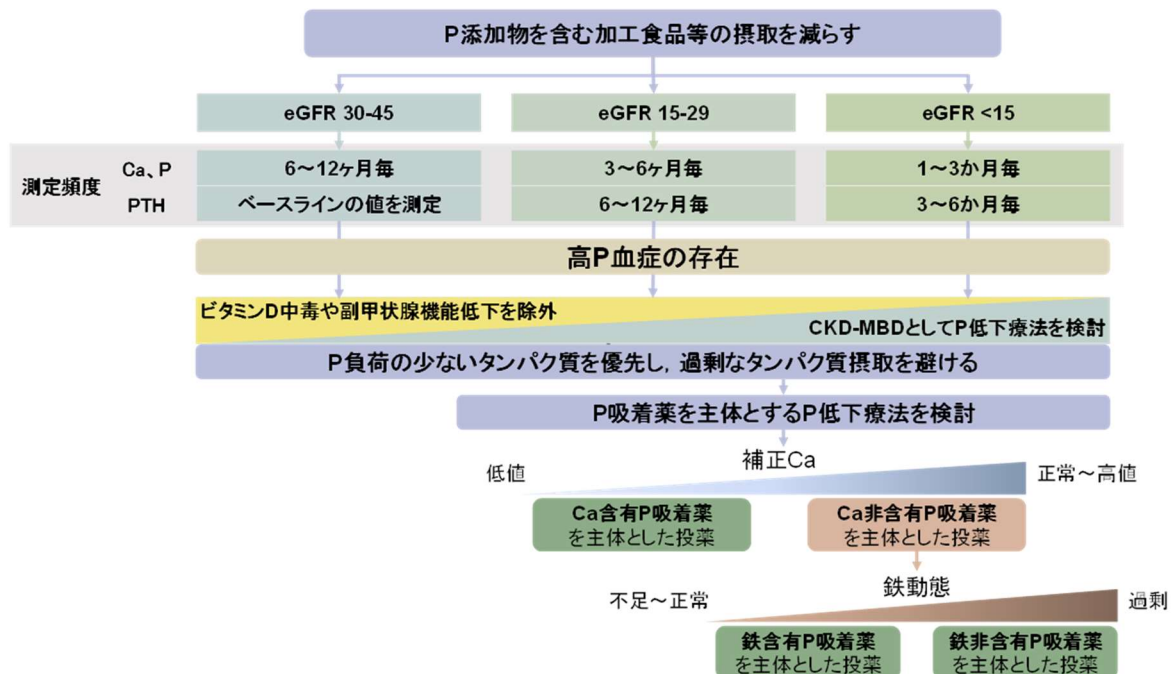 P添加物を含む加工食品等の摂取を減らす
eGFR 30-45
eGFR 15-29
eGFR <15
測定頻度
Ca、P
6～12ヶ月毎
3～6ヶ月毎
1～3か月毎
PTH
ベースラインの値を測定
6～12ヶ月毎
3～6か月毎
高P血症の存在
ビタミンD中毒や副甲状腺機能低下を除外
CKD-MBDとしてP低下療法を検討
P負荷の少ないタンパク質を優先し，過剰なタンパク質摂取を避ける
P吸着薬を主体とするP低下療法を検討
補正Ca
低値
正常～高値
Ca含有P吸着薬
を主体とした投薬
Ca非含有P吸着薬
を主体とした投薬
鉄動態
不足～正常
過剰
鉄含有P吸着薬
を主体とした投薬
鉄非含有P吸着薬
を主体とした投薬